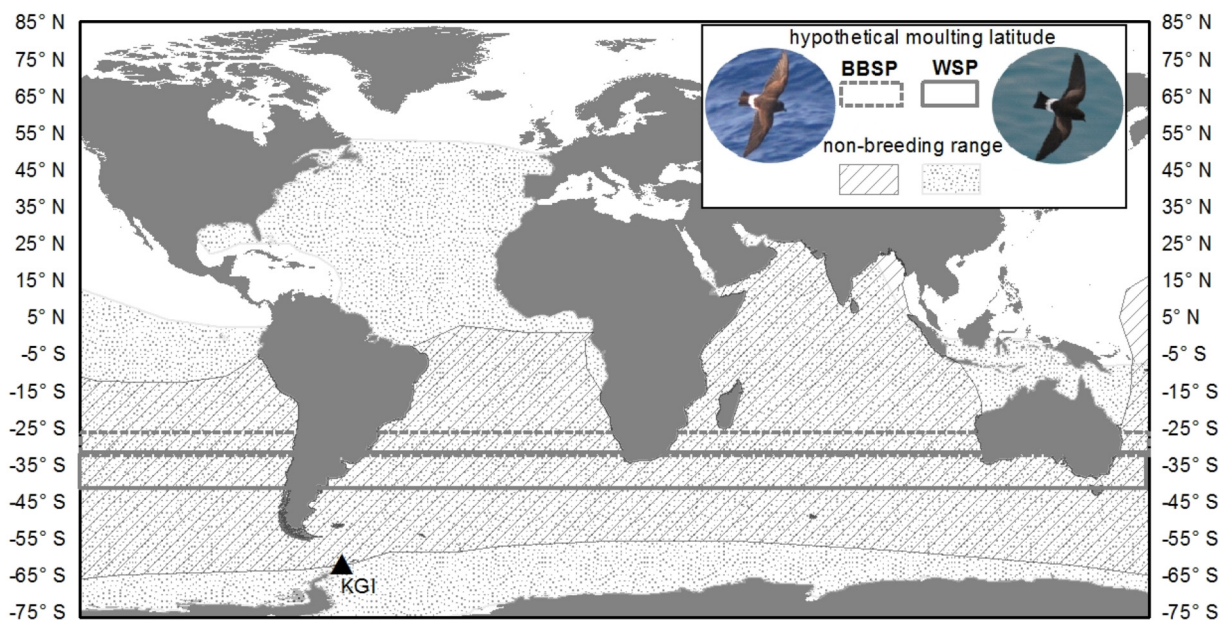 85° N 85° N
75° N 75° N
65° N 65° N
55° N 55° N
45° N 45° N
35° N 35° N
25° N 25° N
15° N 15° N
5° N 5° N
-5° S -5° S
-15° S -15° S
-25° S -25° S
-35° S -35° S
-45° S -45° S
-55° S -55° S
-65° S -65° S
-75° S -75° S
hypothetical moulting latitude
BBSP WSP
non-breeding range
KGI